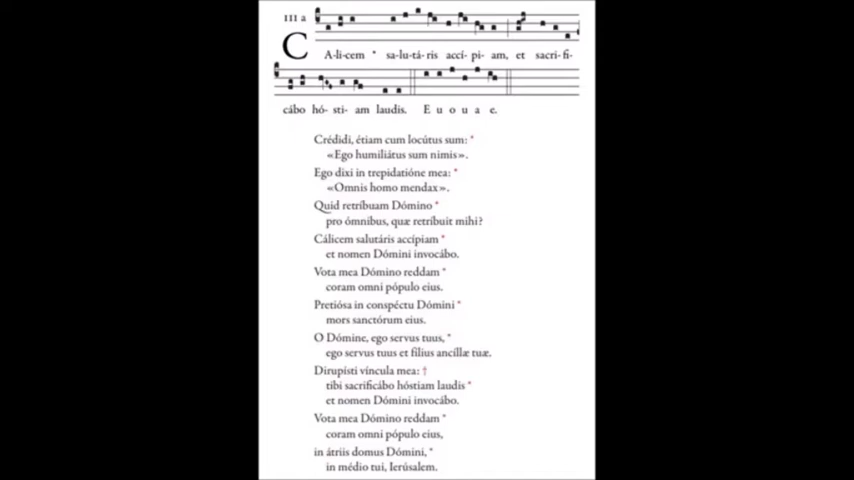 III a
CA-li-cem * sa-lu-tá-ris accí-pi-am, et sacri-fi-
cábo hó-sti-am laudis. E u o u a e.
Crédidi, étiam cum locútus sum: *
«Ego humiliátus sum nimis».
Ego dixi in trepidatióne mea: *
«Omnis homo mendax».
Quid retríbuam Dómino *
pro ómnibus, quæ retríbuit mihi?
Cálicem salutáris accípiam *
et nomen Dómini invocábo.
Vota mea Dómino reddam *
coram omni pópulo eius.
Pretiósa in conspéctu Dómini *
mors sanctórum eius.
O Dómine, ego servus tuus, *
ego servus tuus et fílius ancíllæ tuæ.
Dirupísti víncula mea: †
tibi sacrificábo hóstiam laudis *
et nomen Dómini invocábo.
Vota mea Dómino reddam *
coram omni pópulo eius,
in átriis domus Dómini, *
in médio tui, Ierúsalem.